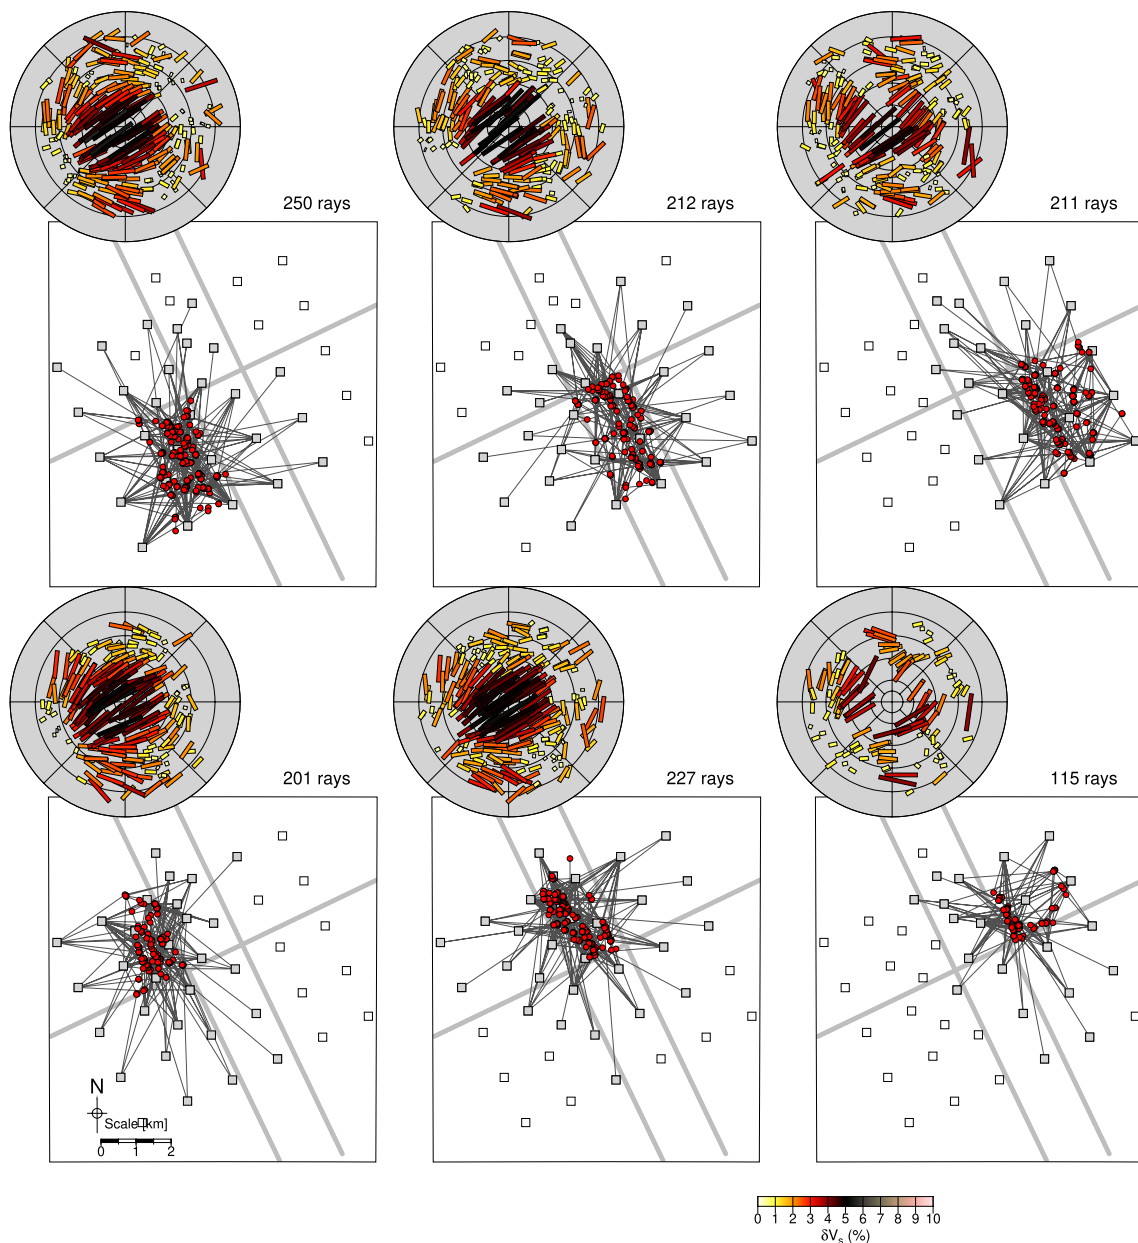 250 rays
212 rays
211 rays
201 rays
227 rays
115 rays
N
Scale [km]
0 1 2
0 1 2 3 4 5 6 7 8 9 10
δVs (%)